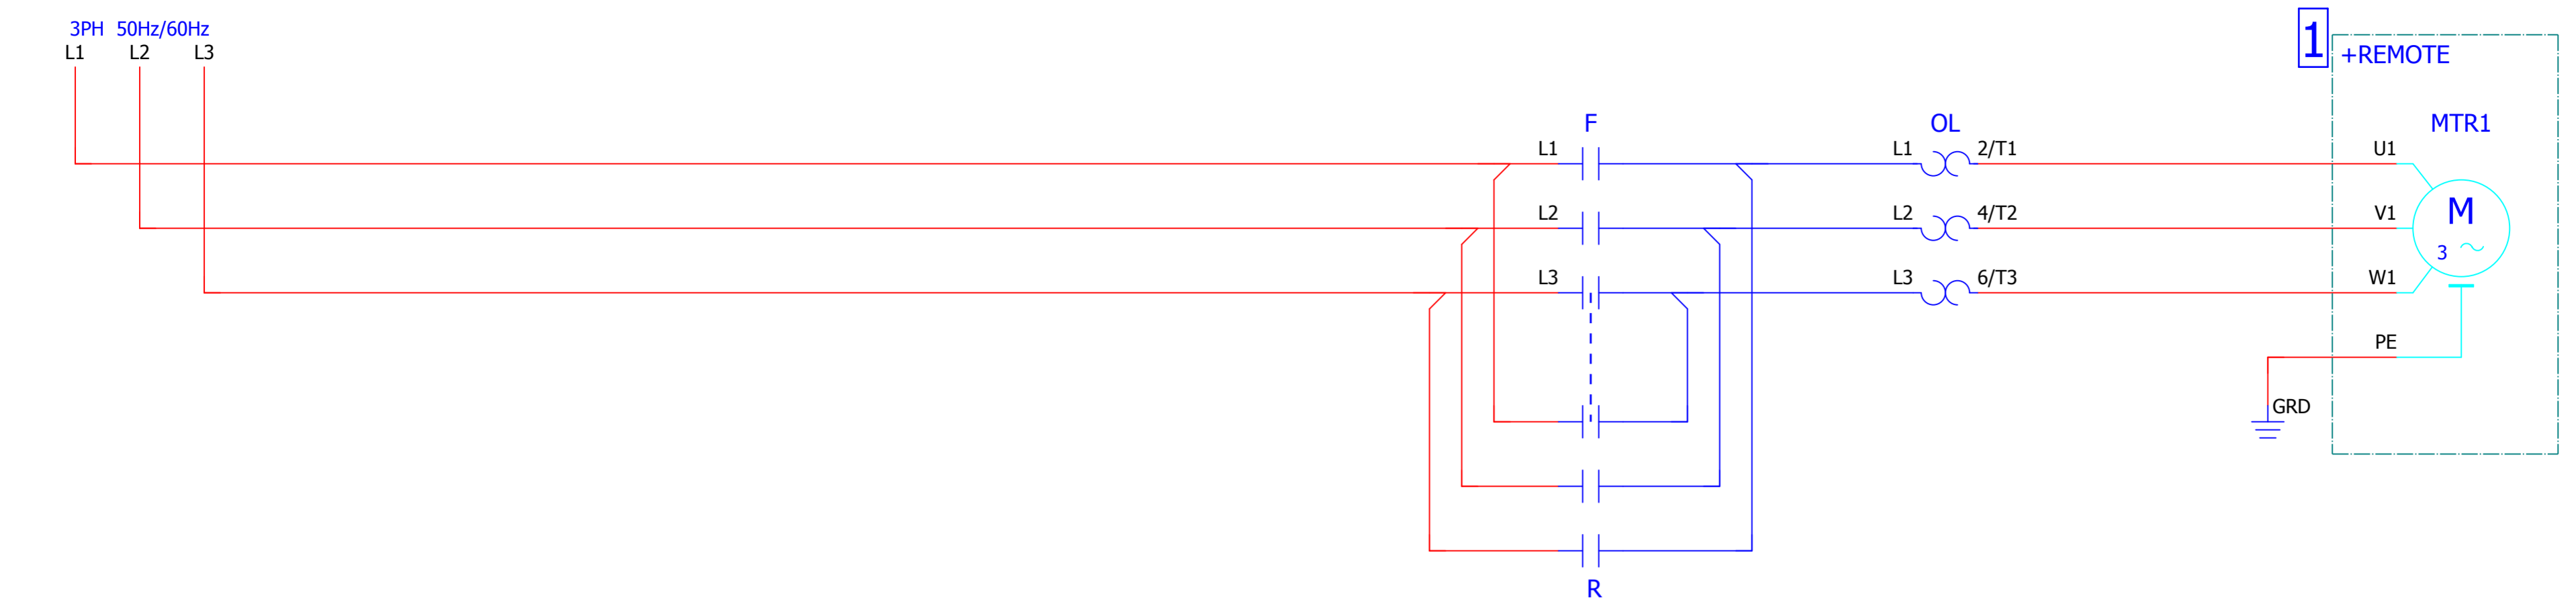 3PH 50Hz/60Hz
L1 L2 L3
1
+REMOTE
F OL MTR1
L1 L1 2/T1 U1
M
L2 L2 4/T2 V1
3
L3 L3 6/T3 W1
PE
GRD
R